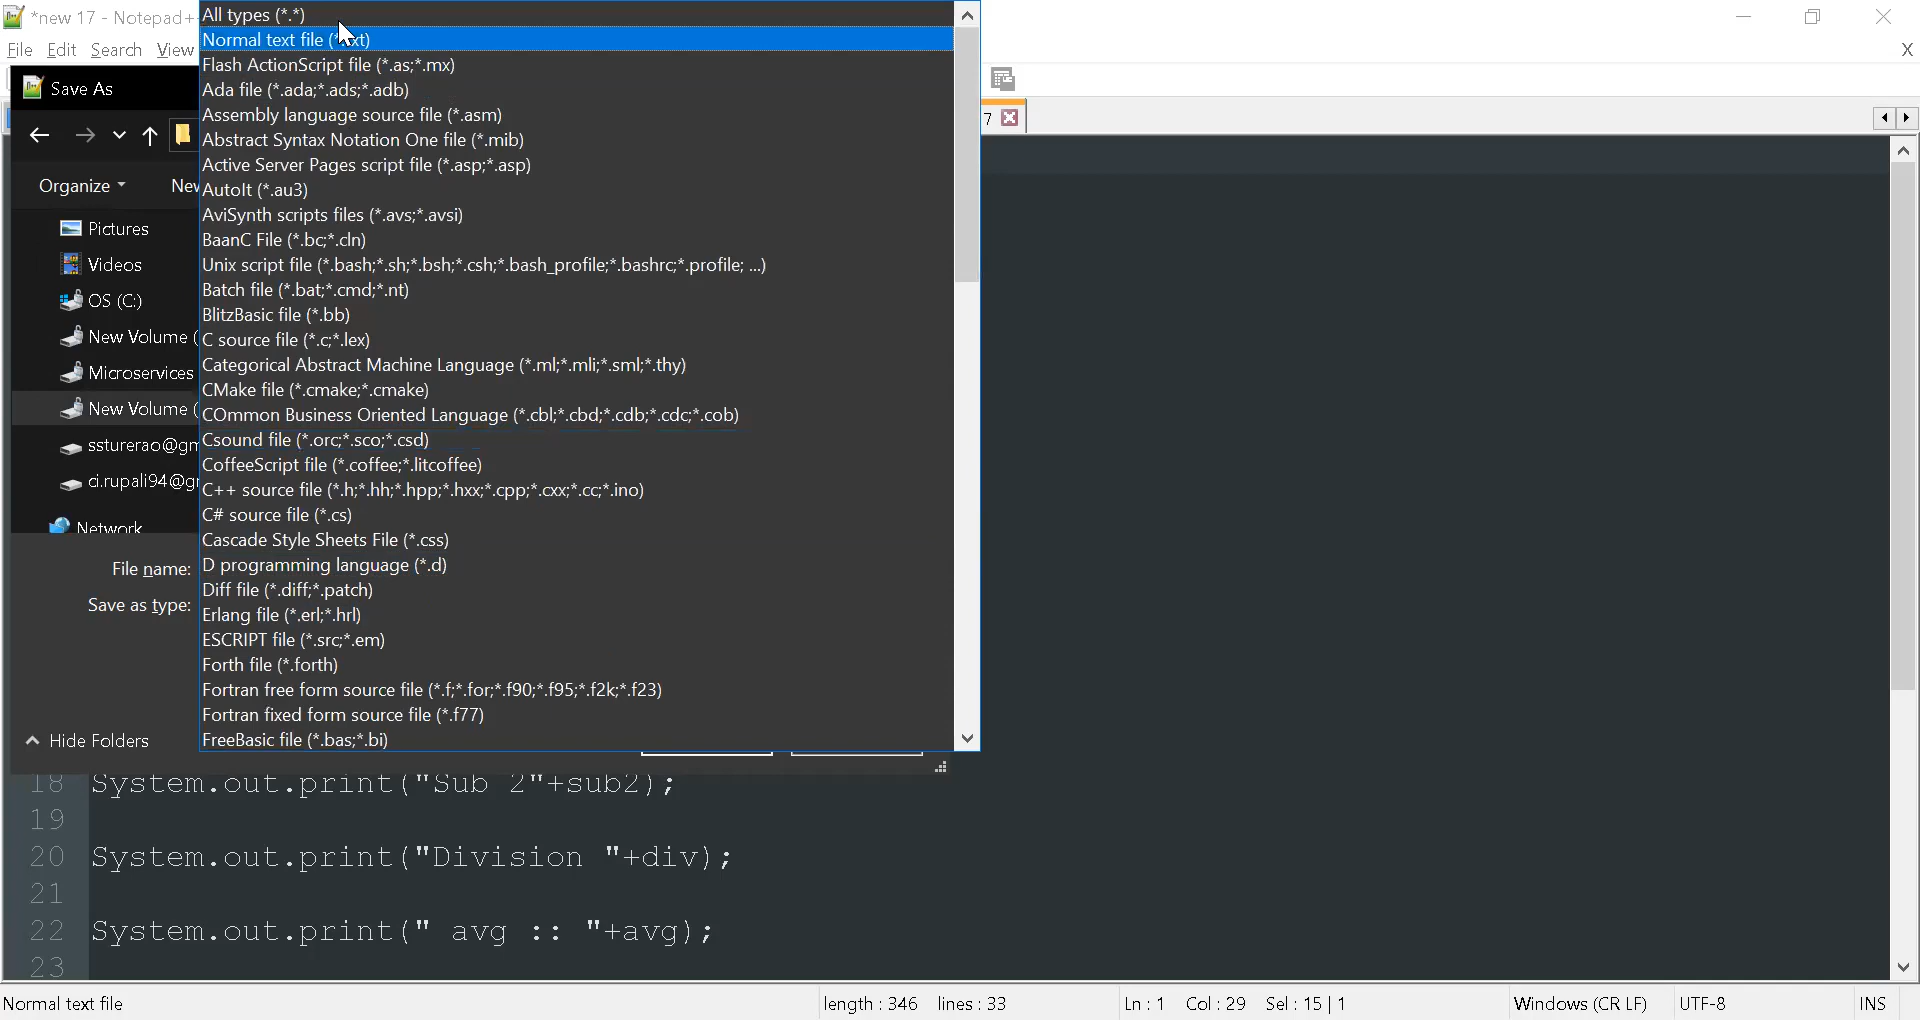 *new 17 - Notepad+
File Edit Search View
X
Save As
Organize
Pictures
Videos
OS (C:)
New Volume (
Microservices
New Volume (
ssturerao@gm
ci.rupali94@gr
Network
File name:
Save as type:
Hide Folders
All types (*.*)
Normal text file
Flash ActionScript file (*.as;*.mx)
Ada file (*.ada;*.ads;*.adb)
Assembly language source file (*.asm)
Abstract Syntax Notation One file (*.mib)
Active Server Pages script file (*.asp;*.asp)
AutoIt (*.au3)
AviSynth scripts files (*.avs;*.avsi)
BaanC File (*.bc;*.cln)
Unix script file (*.bash;*.sh;*.bsh;*.csh;*.bash_profile;*.bashrc;*.profile; ...)
Batch file (*.bat;*.cmd;*.nt)
BlitzBasic file (*.bb)
C source file (*.c;*.lex)
Categorical Abstract Machine Language (*.ml;*.mli;*.sml;*.thy)
CMake file (*.cmake;*.cmake)
COmmon Business Oriented Language (*.cbl;*.cbd;*.cdb;*.cdc;*.cob)
Csound file (*.orc;*.sco;*.csd)
CoffeeScript file (*.coffee;*.litcoffee)
C++ source file (*.h;*.hh;*.hpp;*.hxx;*.cpp;*.cxx;*.cc;*.ino)
C# source file (*.cs)
Cascade Style Sheets File (*.css)
D programming language (*.d)
Diff file (*.diff;*.patch)
Erlang file (*.erl;*.hrl)
ESCRIPT file (*.src;*.em)
Forth file (*.forth)
Fortran free form source file (*.f;*.for;*.f90;*.f95;*.f2k;*.f23)
Fortran fixed form source file (*.f77)
FreeBasic file (*.bas;*.bi)
7
18 System.out.print("Sub 2"+sub2);
19
20 System.out.print("Division "+div);
21
22 System.out.print(" avg :: "+avg);
23
Normal text file length : 346 lines : 33 Ln : 1 Col : 29 Sel : 15 | 1 Windows (CR LF) UTF-8 INS